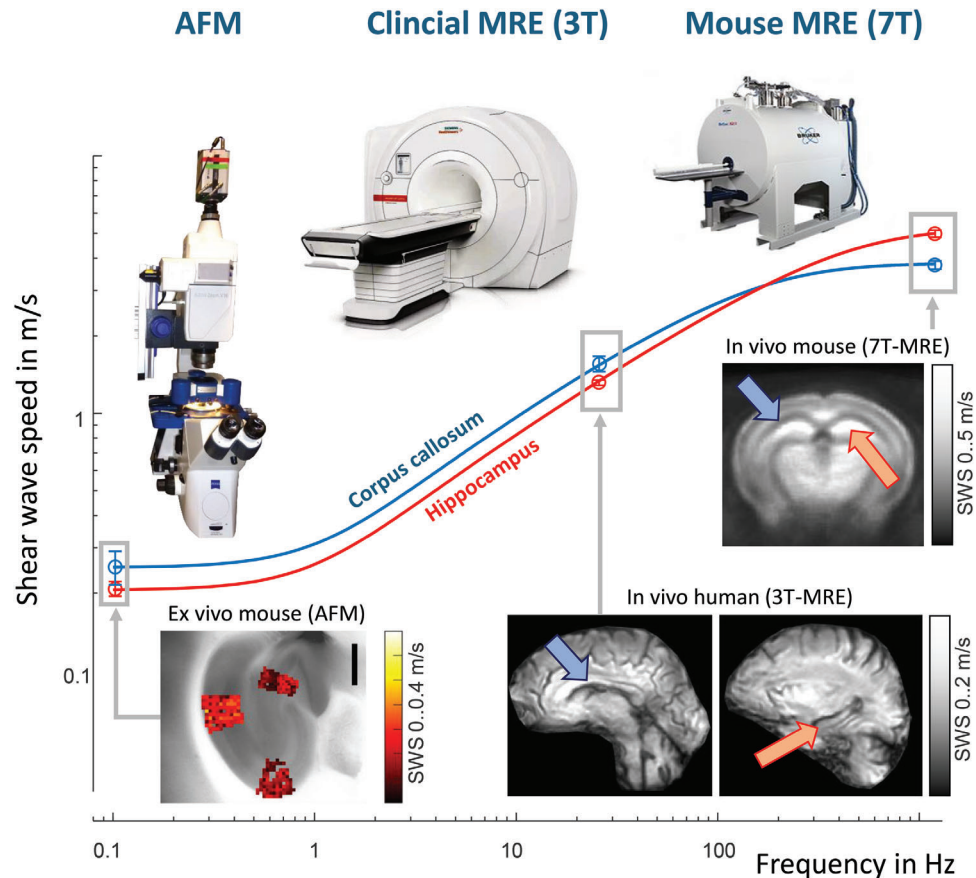 AFM
Clincial MRE (3T)
Mouse MRE (7T)
BRUKER
Shear wave speed in m/s
1
0.1
Corpus callosum
Hippocampus
In vivo mouse (7T-MRE)
SWS 0..5 m/s
Ex vivo mouse (AFM)
SWS 0..0.4 m/s
In vivo human (3T-MRE)
SWS 0..2 m/s
0.1
1
10
100
Frequency in Hz